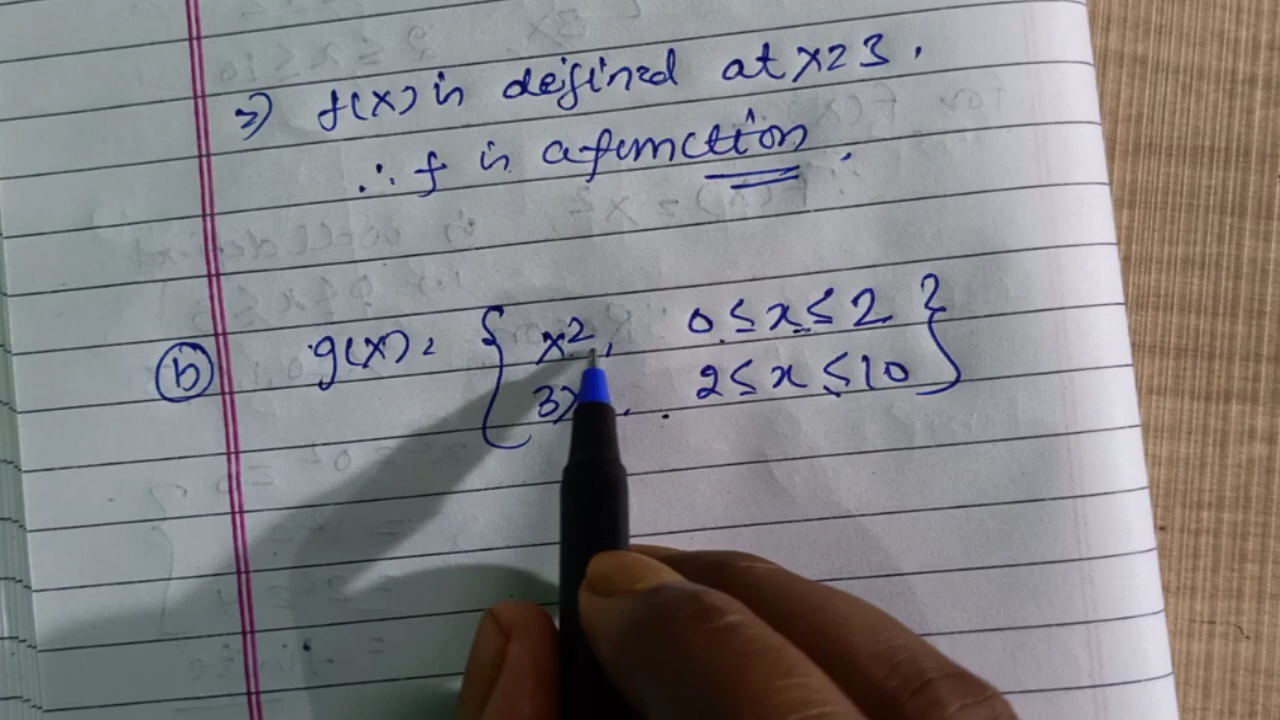 ⇒) f(x) is defined at x=3.
∴ f is a function.
(b) g(x) = { x², 0 ≤ x ≤ 2
3x, 2 ≤ x ≤ 10 }